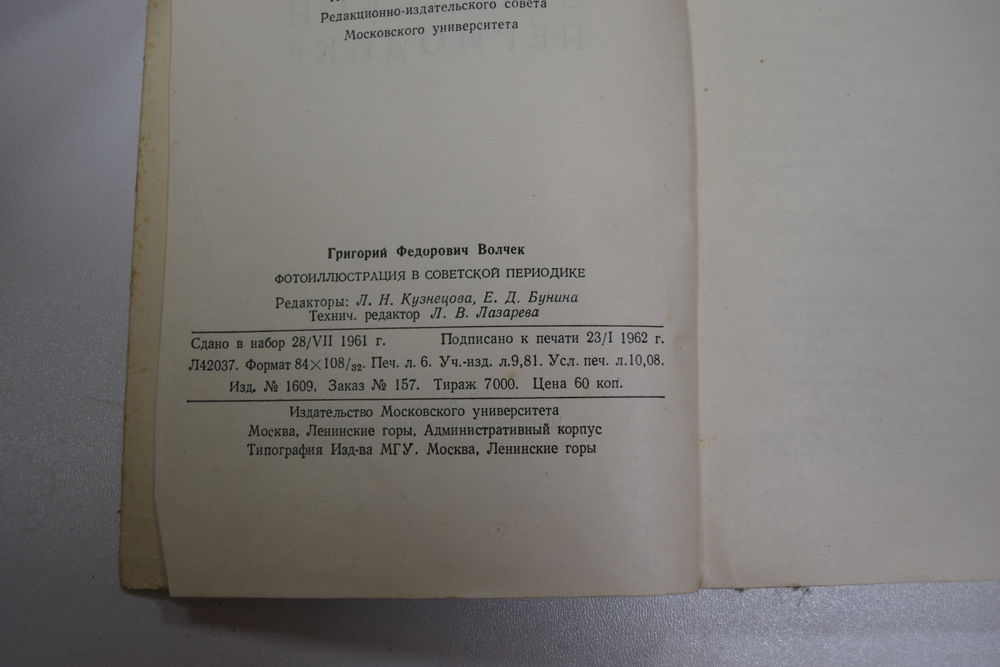 Редакционно-издательского совета
Московского университета
Григорий Федорович Волчек
ФОТОИЛЛЮСТРАЦИЯ В СОВЕТСКОЙ ПЕРИОДИКЕ
Редакторы: Л. Н. Кузнецова, Е. Д. Бунина
Технич. редактор Л. В. Лазарева
Сдано в набор 28/VII 1961 г. Подписано к печати 23/I 1962 г.
Л42037. Формат 84×108/32. Печ. л. 6. Уч.-изд. л.9,81. Усл. печ. л.10,08.
Изд. № 1609. Заказ № 157. Тираж 7000. Цена 60 коп.
Издательство Московского университета
Москва, Ленинские горы, Административный корпус
Типография Изд-ва МГУ. Москва, Ленинские горы